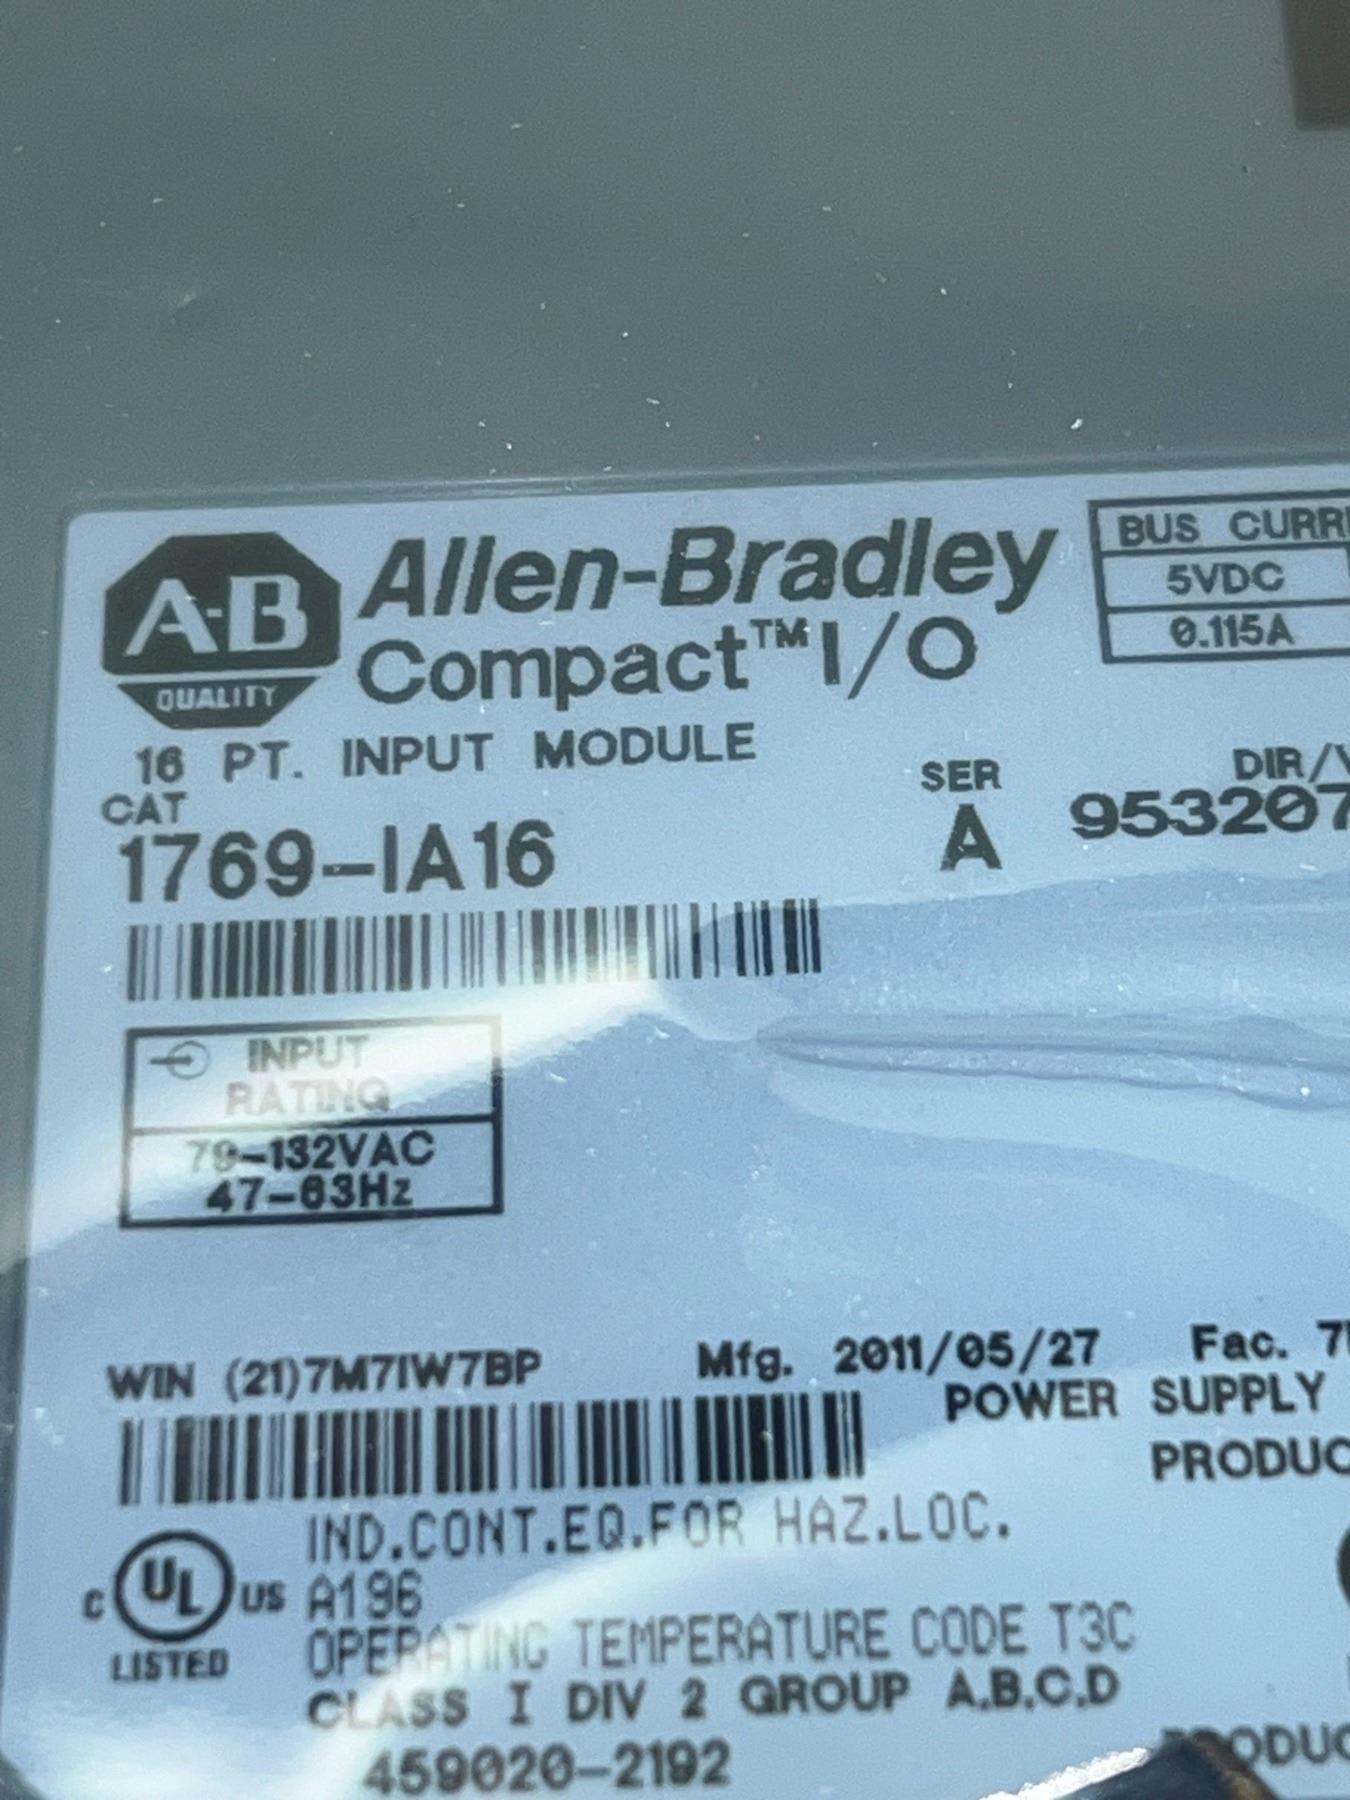 A-B
QUALITY
Allen-Bradley
Compact™ I/O
BUS CURR
5VDC
0.115A
16 PT. INPUT MODULE
CAT
1769-IA16
SER
A
DIR/
953207
INPUT
RATING
79-132VAC
47-63Hz
WIN (21)7M7IW7BP
Mfg. 2011/05/27
Fac. 7
POWER SUPPLY
PRODUC
C UL US
LISTED
IND.CONT.EQ.FOR HAZ.LOC.
A196
OPERATING TEMPERATURE CODE T3C
CLASS I DIV 2 GROUP A,B,C,D
459020-2192